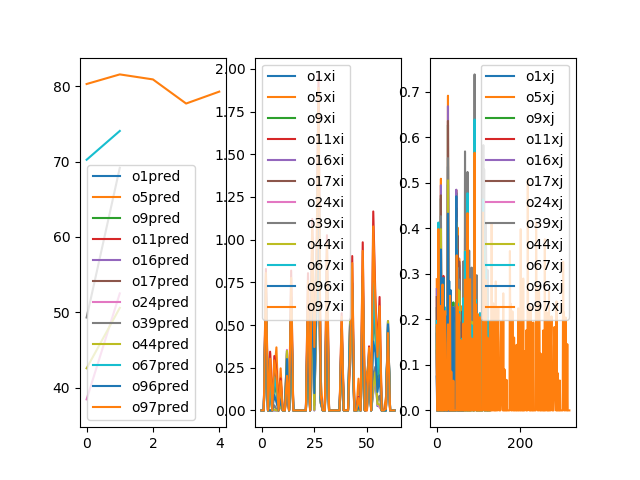 80
70
60
50
40
0
2
4
o1pred
o5pred
o9pred
o11pred
o16pred
o17pred
o24pred
o39pred
o44pred
o67pred
o96pred
o97pred
2.00
1.75
1.50
1.25
1.00
0.75
0.50
0.25
0.00
0
25
50
o1xi
o5xi
o9xi
o11xi
o16xi
o17xi
o24xi
o39xi
o44xi
o67xi
o96xi
o97xi
0.7
0.6
0.5
0.4
0.3
0.2
0.1
0.0
0
200
o1xj
o5xj
o9xj
o11xj
o16xj
o17xj
o24xj
o39xj
o44xj
o67xj
o96xj
o97xj